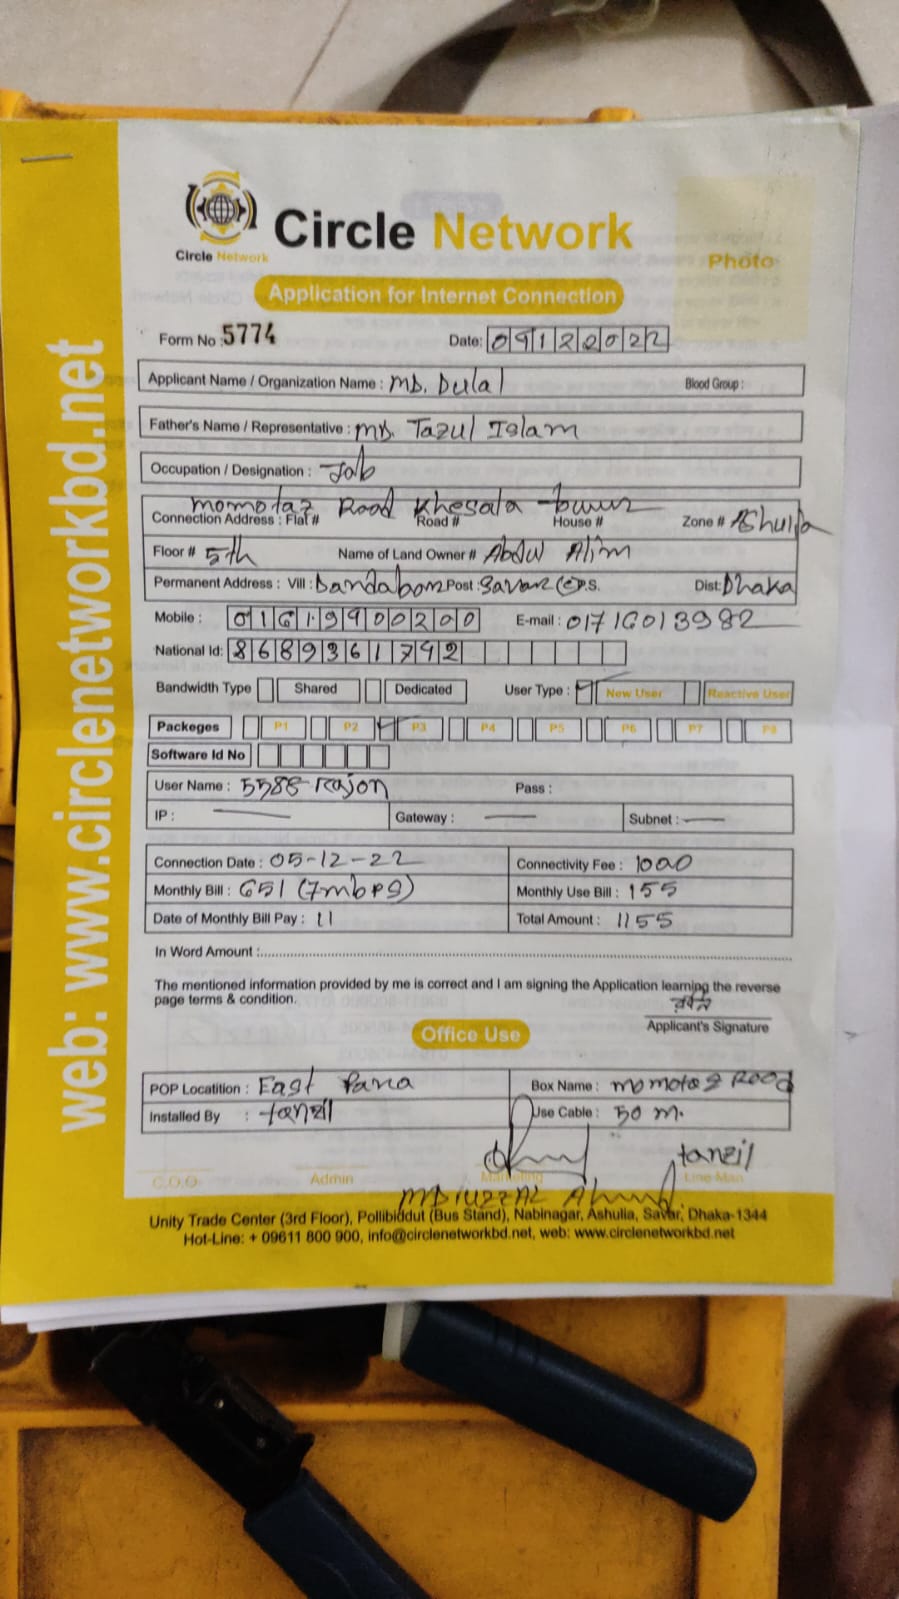 web: www.circlenetworkbd.net
Circle Network
Circle Network
Photo
Application for Internet Connection
Form No : 5774 Date: 09122022
Applicant Name / Organization Name : MD. Dulal Blood Group :
Father's Name / Representative : MD. Tazul Islam
Occupation / Designation : Job
momotaz Road Khesala tower
Connection Address : Flat # Road # House # Zone # Ashulia
Floor # 5th Name of Land Owner # Abdul Alim
Permanent Address : Vill : Post : Savar P.S. Dist: Dhaka
Mobile : 01619900200 E-mail : 01716013982
National Id: 8689361742
Bandwidth Type Shared Dedicated User Type : New User Reactive User
Packeges P1 P2 P3 P4 P5 P6 P7 P8
Software Id No
User Name : Rajon Pass :
IP : Gateway : Subnet :
Connection Date : 05-12-22 Connectivity Fee : 1000
Monthly Bill : 651 (7mbps) Monthly Use Bill : 155
Date of Monthly Bill Pay : 11 Total Amount : 1155
In Word Amount :
The mentioned information provided by me is correct and I am signing the Application learning the reverse
page terms & condition.
Applicant's Signature
Office Use
POP Locatition : East Para Box Name : momotaz Road
Installed By : তানযীল Use Cable : 50 m.
tanzil
C.O.O Admin Marketing Line Man
MD UZZAL Ahmed
Unity Trade Center (3rd Floor), Pollibiddut (Bus Stand), Nabinagar, Ashulia, Savar, Dhaka-1344
Hot-Line: + 09611 800 900, info@circlenetworkbd.net, web: www.circlenetworkbd.net